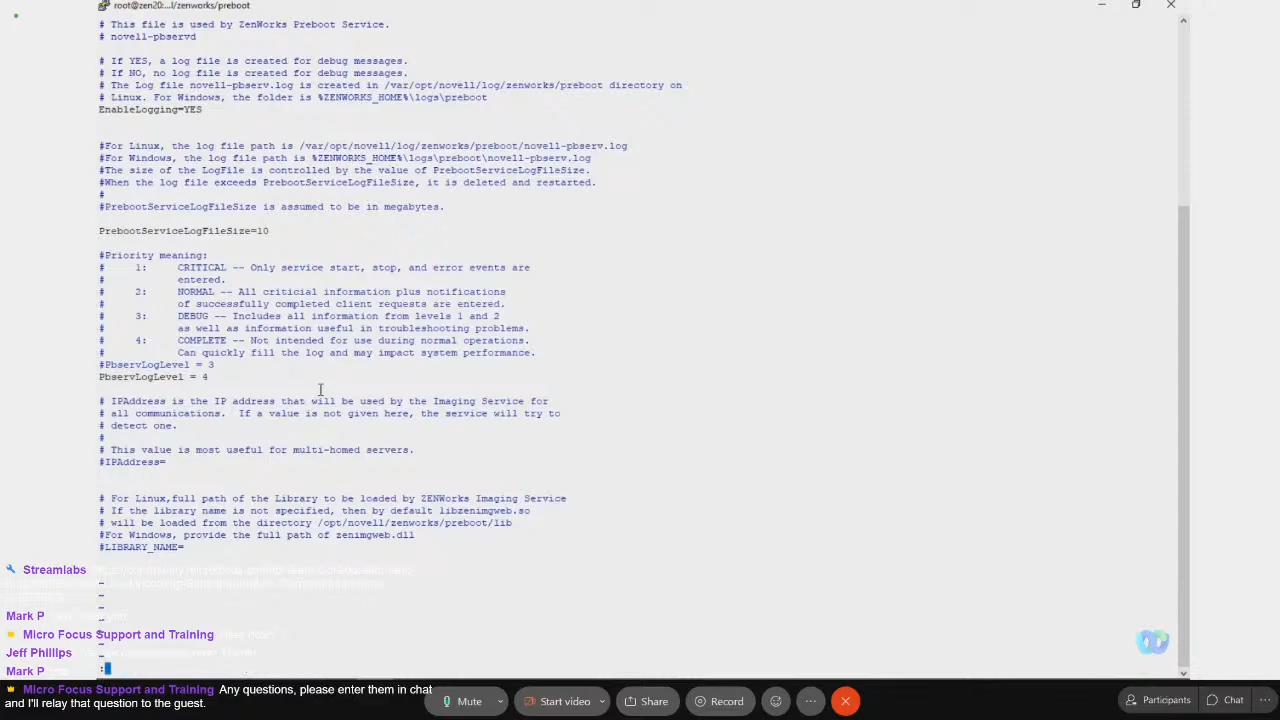 root@zen20:...l/zenworks/preboot
# This file is used by ZenWorks Preboot Service.
# novell-pbservd
# If YES, a log file is created for debug messages.
# If NO, no log file is created for debug messages.
# The Log file novell-pbserv.log is created in /var/opt/novell/log/zenworks/preboot directory on
# Linux. For Windows, the folder is %ZENWORKS_HOME%\logs\preboot
EnableLogging=YES
#For Linux, the log file path is /var/opt/novell/log/zenworks/preboot/novell-pbserv.log
#For Windows, the log file path is %ZENWORKS_HOME%\logs\preboot\novell-pbserv.log
#The size of the LogFile is controlled by the value of PrebootServiceLogFileSize.
#When the log file exceeds PrebootServiceLogFileSize, it is deleted and restarted.
#
#PrebootServiceLogFileSize is assumed to be in megabytes.
PrebootServiceLogFileSize=10
#Priority meaning:
# 1: CRITICAL -- Only service start, stop, and error events are
# entered.
# 2: NORMAL -- All criticial information plus notifications
# of successfully completed client requests are entered.
# 3: DEBUG -- Includes all information from levels 1 and 2
# as well as information useful in troubleshooting problems.
# 4: COMPLETE -- Not intended for use during normal operations.
# Can quickly fill the log and may impact system performance.
#PbservLogLevel = 3
PbservLogLevel = 4
# IPAddress is the IP address that will be used by the Imaging Service for
# all communications. If a value is not given here, the service will try to
# detect one.
#
# This value is most useful for multi-homed servers.
#IPAddress=
# For Linux,full path of the Library to be loaded by ZENWorks Imaging Service
# If the library name is not specified, then by default libzenimgweb.so
# will be loaded from the directory /opt/novell/zenworks/preboot/lib
#For Windows, provide the full path of zenimgweb.dll
#LIBRARY_NAME=
~
~
~
~
~
~
:
Streamlabs
Mark P
Micro Focus Support and Training
Jeff Phillips
Mark P
Micro Focus Support and Training Any questions, please enter them in chat
and I'll relay that question to the guest.
Mute
Start video
Share
Record
Participants
Chat